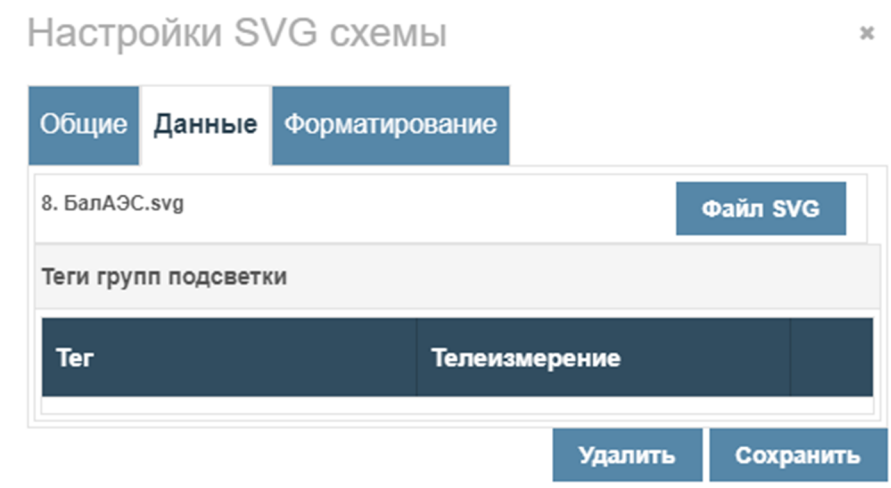 Настройки SVG схемы
Общие Данные Форматирование
8. БалАЭС.svg Файл SVG
Теги групп подсветки
Тег Телеизмерение
Удалить Сохранить